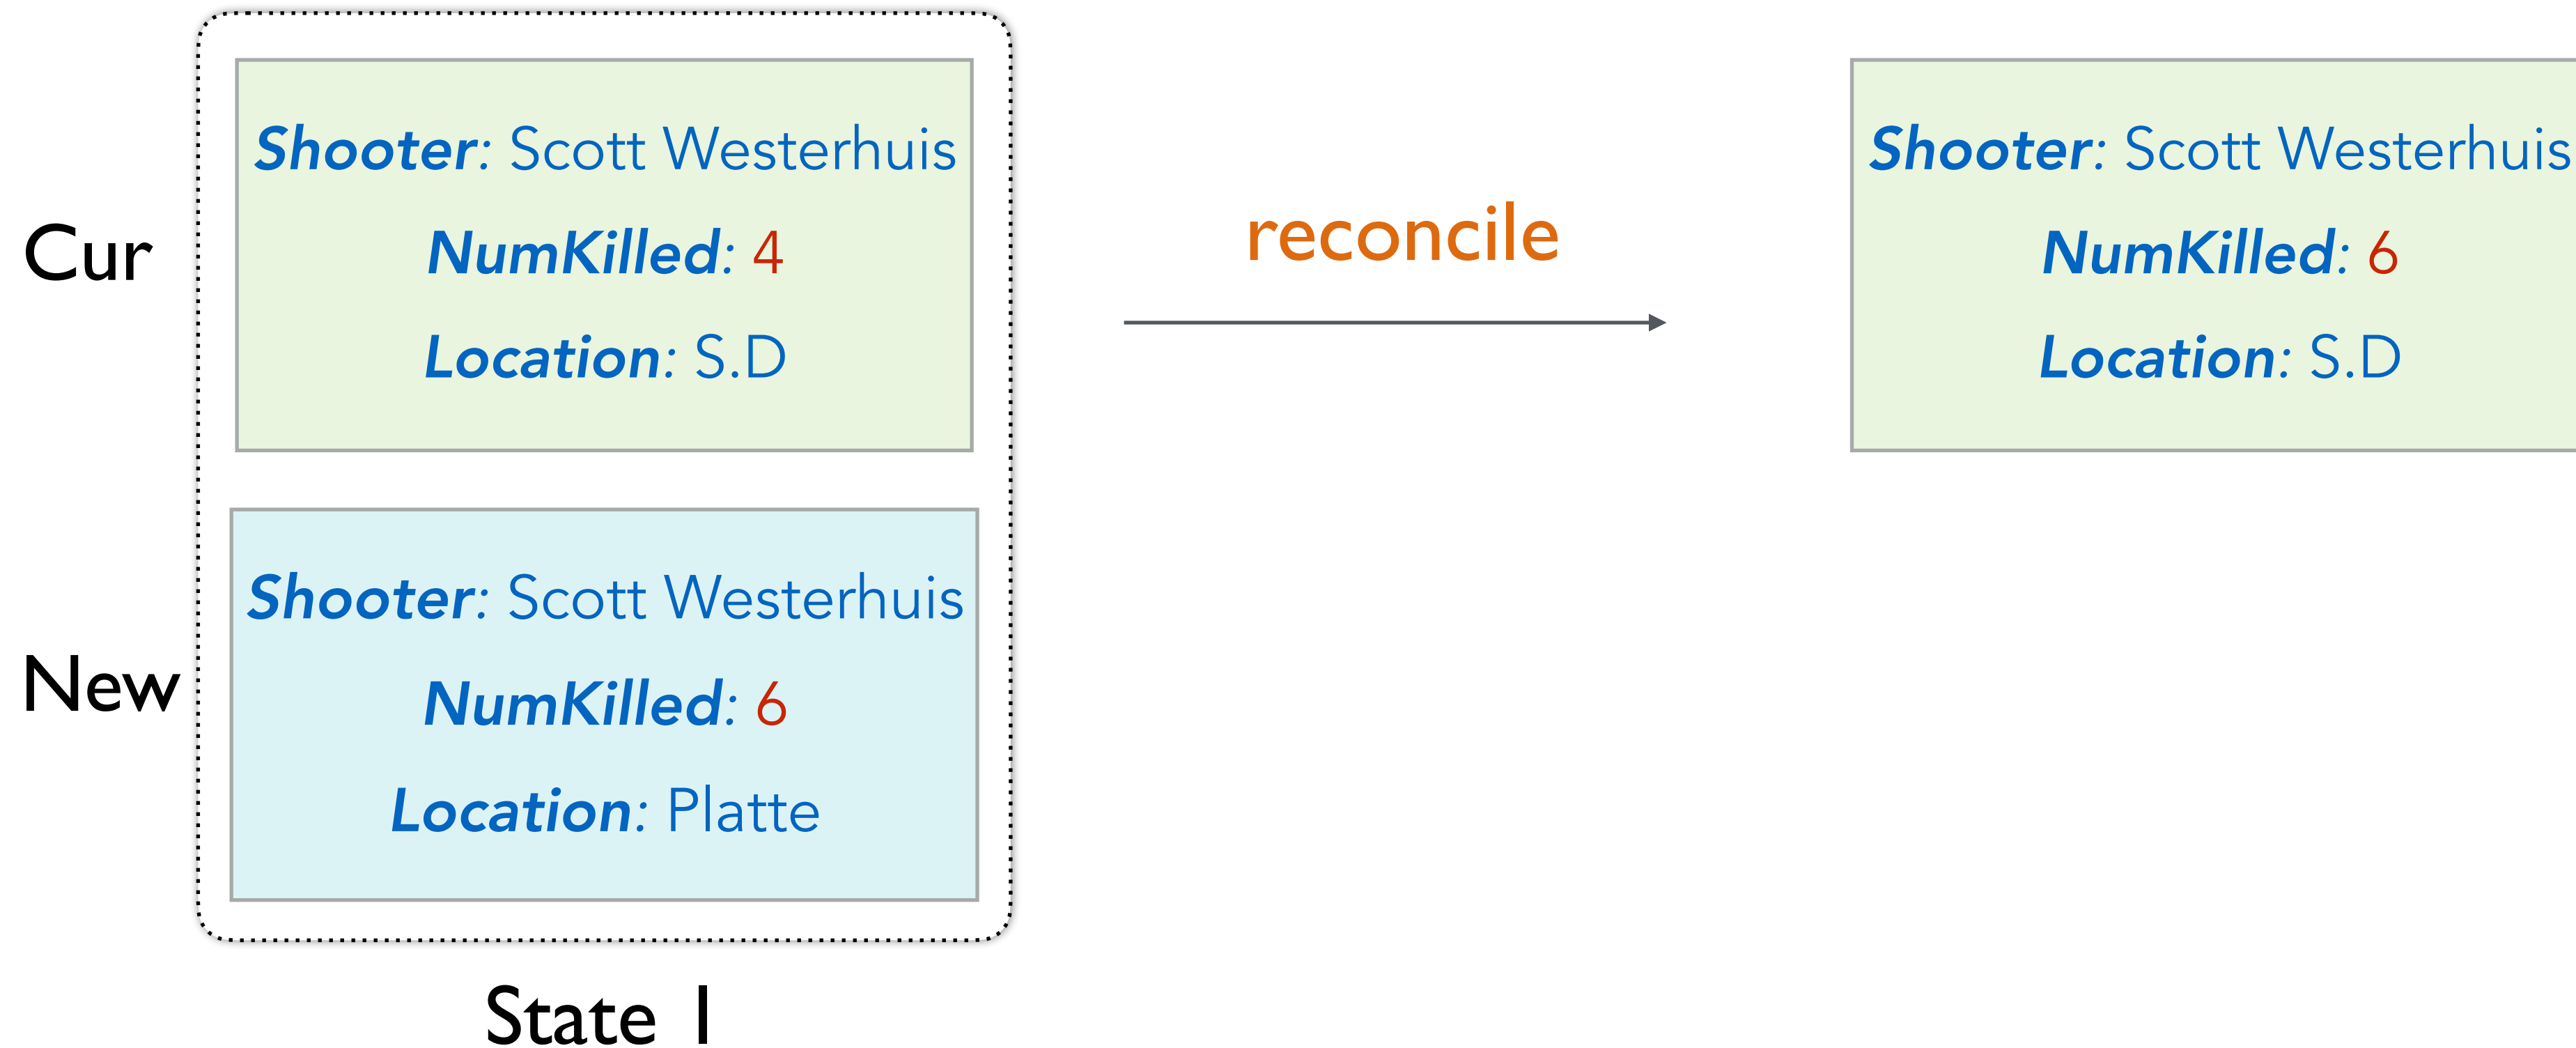 Cur
Shooter: Scott Westerhuis
NumKilled: 4
Location: S.D
New
Shooter: Scott Westerhuis
NumKilled: 6
Location: Platte
State 1
reconcile
Shooter: Scott Westerhuis
NumKilled: 6
Location: S.D